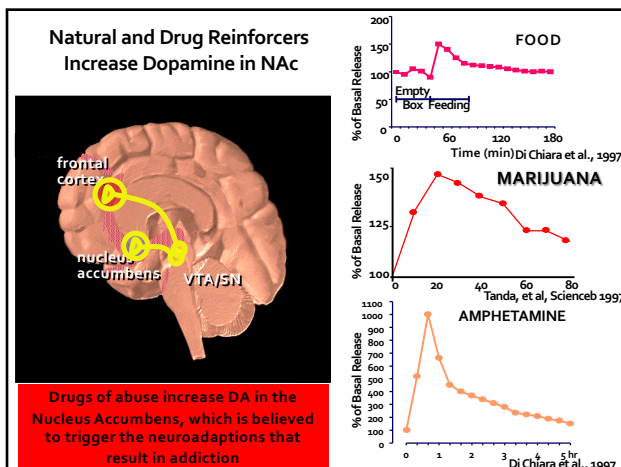 Natural and Drug Reinforcers
Increase Dopamine in NAc
frontal
cortex
nucleus
accumbens
VTA/SN
Drugs of abuse increase DA in the
Nucleus Accumbens, which is believed
to trigger the neuroadaptions that
result in addiction
FOOD
% of Basal Release
200
150
100
50
0
Empty
Box Feeding
0 60 120 180
Time (min)
Di Chiara et al., 1997
MARIJUANA
% of Basal Release
150
125
100
0 20 40 60 80
Tanda, et al, Scienceb 1997
AMPHETAMINE
% of Basal Release
1100
1000
900
800
700
600
500
400
300
200
100
0
0 1 2 3 4 5 hr
Di Chiara et al., 1997